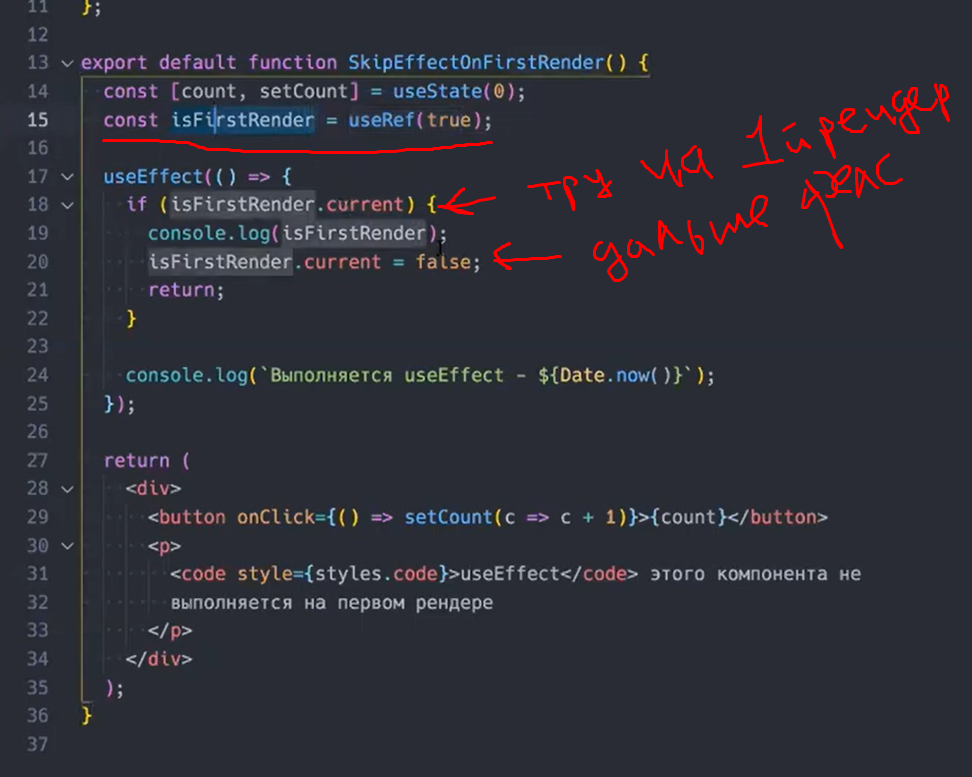 11 };
12
13 export default function SkipEffectOnFirstRender() {
14 const [count, setCount] = useState(0);
15 const isFirstRender = useRef(true);
16
17 useEffect(() => {
18 if (isFirstRender.current) {
тру на 1й рендер
19 console.log(isFirstRender);
20 isFirstRender.current = false;
дальше фелс
21 return;
22 }
23
24 console.log(`Выполняется useEffect - ${Date.now()}`);
25 });
26
27 return (
28 <div>
29 <button onClick={() => setCount(c => c + 1)}>{count}</button>
30 <p>
31 <code style={styles.code}>useEffect</code> этого компонента не
32 выполняется на первом рендере
33 </p>
34 </div>
35 );
36 }
37